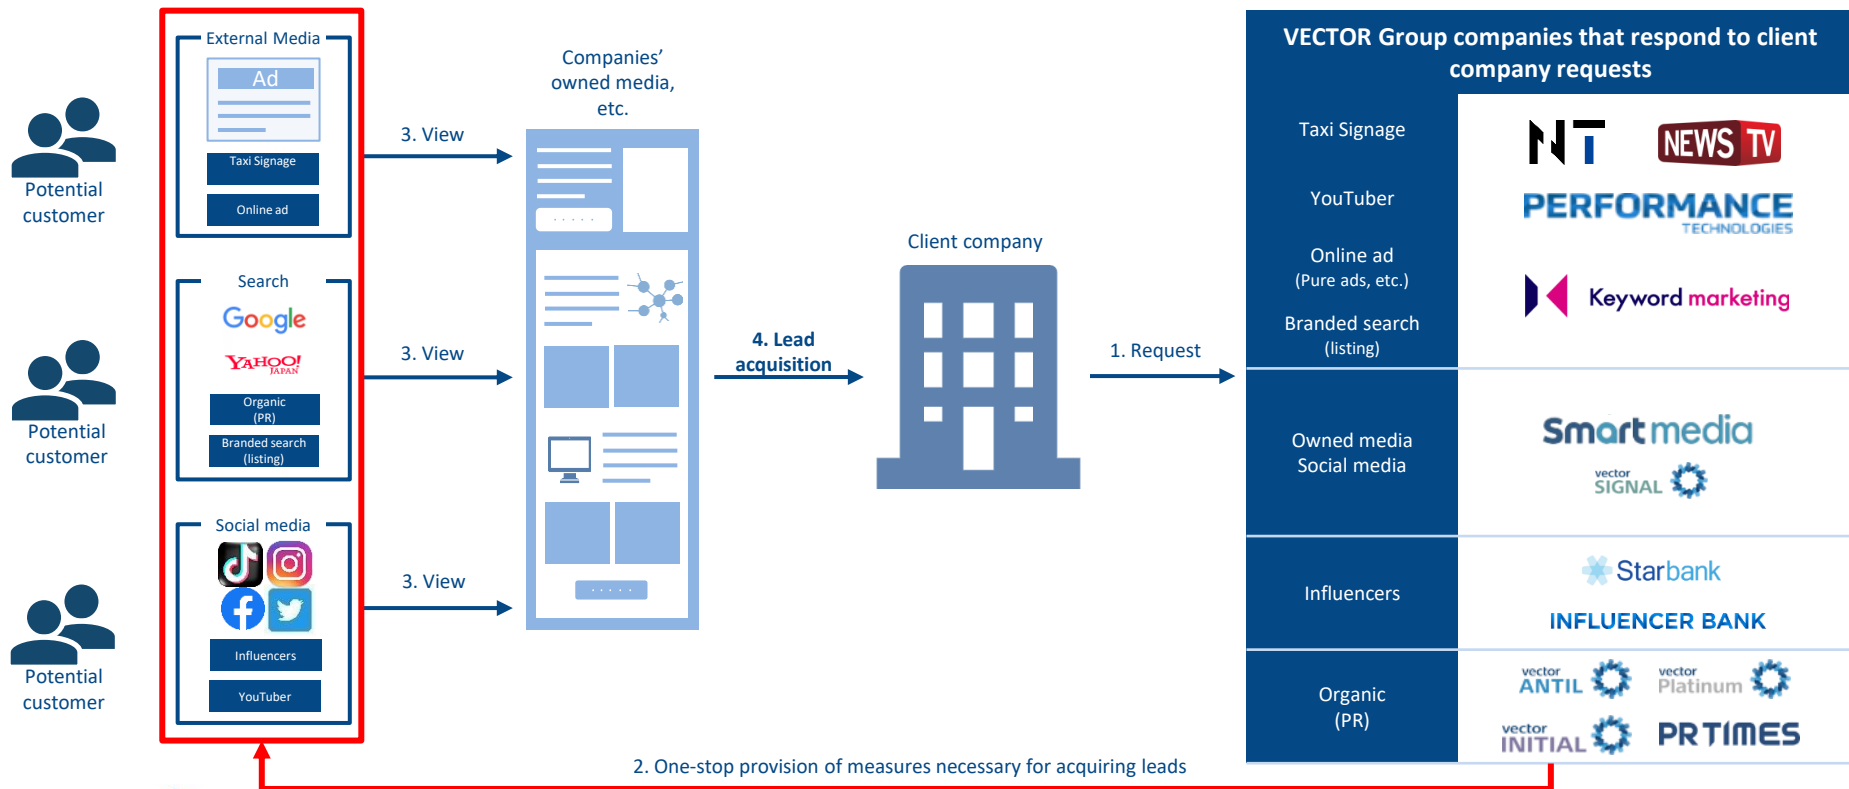 External Media
Ad
Taxi Signage
Online ad
Potential
customer
Search
Google
YAHOO!
JAPAN
Organic
(PR)
Branded search
(listing)
Potential
customer
Social media
Influencers
YouTuber
Potential
customer
3. View
3. View
3. View
Companies'
owned media,
etc.
4. Lead
acquisition
Client company
1. Request
2. One-stop provision of measures necessary for acquiring leads
VECTOR Group companies that respond to client
company requests
Taxi Signage
NT
NEWS TV
YouTuber
PERFORMANCE
TECHNOLOGIES
Online ad
(Pure ads, etc.)
Keyword marketing
Branded search
(listing)
Owned media
Social media
Smartmedia
vector
SIGNAL
Influencers
Starbank
INFLUENCER BANK
Organic
(PR)
vector
ANTIL
vector
Platinum
vector
INITIAL
PR TIMES